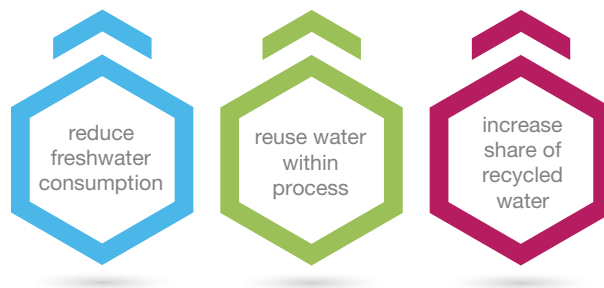 reduce
freshwater
consumption
reuse water
within
process
increase
share of
recycled
water